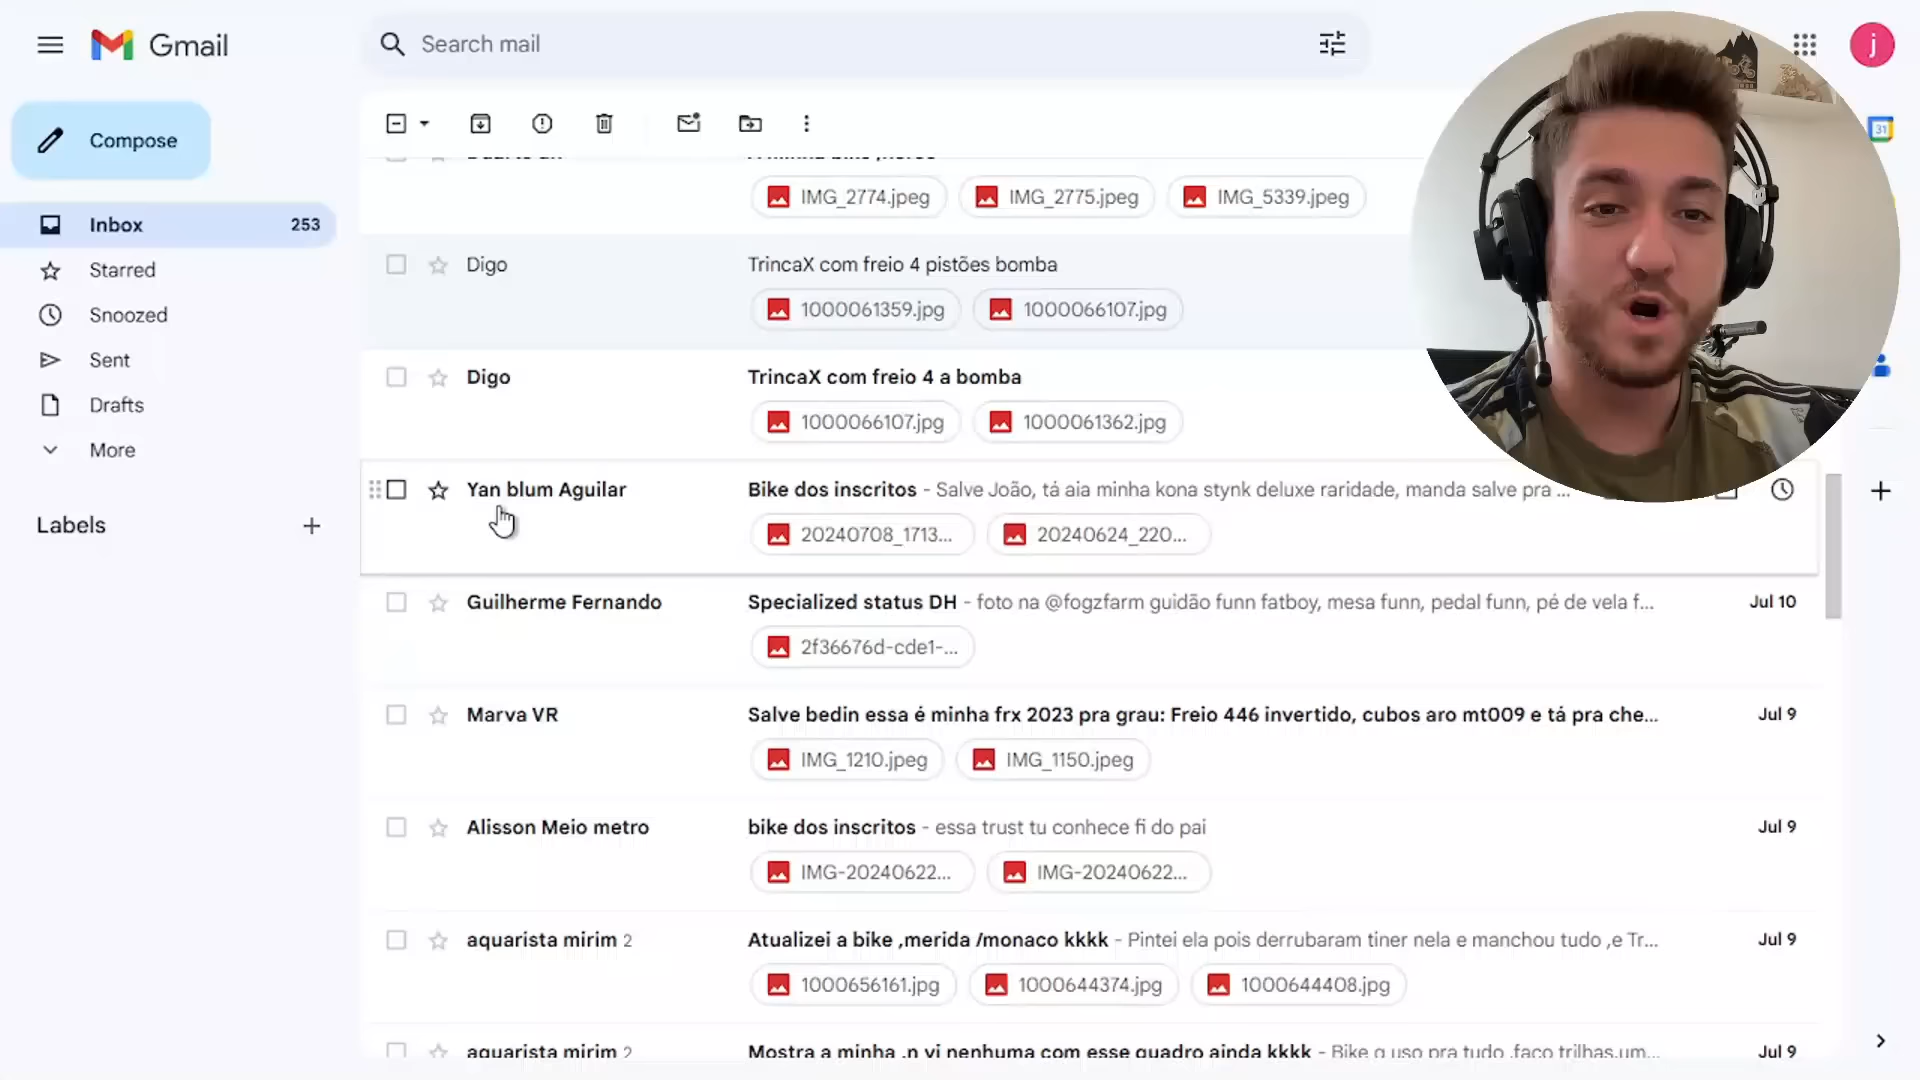 Gmail
Search mail
j
Compose
31
Inbox 253
Starred
Snoozed
Sent
Drafts
More
Labels
IMG_2774.jpeg IMG_2775.jpeg IMG_5339.jpeg
Digo TrincaX com freio 4 pistões bomba
1000061359.jpg 1000066107.jpg
Digo TrincaX com freio 4 a bomba
1000066107.jpg 1000061362.jpg
Yan blum Aguilar Bike dos inscritos - Salve João, tá aia minha kona stynk deluxe raridade, manda salve pra ...
20240708_1713... 20240624_220...
Guilherme Fernando Specialized status DH - foto na @fogzfarm guidão funn fatboy, mesa funn, pedal funn, pé de vela f... Jul 10
2f36676d-cde1-...
Marva VR Salve bedin essa é minha frx 2023 pra grau: Freio 446 invertido, cubos aro mt009 e tá pra che... Jul 9
IMG_1210.jpeg IMG_1150.jpeg
Alisson Meio metro bike dos inscritos - essa trust tu conhece fi do pai Jul 9
IMG-20240622... IMG-20240622...
aquarista mirim 2 Atualizei a bike ,merida /monaco kkkk - Pintei ela pois derrubaram tiner nela e manchou tudo ,e Tr... Jul 9
1000656161.jpg 1000644374.jpg 1000644408.jpg
aquarista mirim 2 Mostra a minha ,n vi nenhuma com esse quadro ainda kkkk - Bike q uso pra tudo ,faço trilhas,um... Jul 9